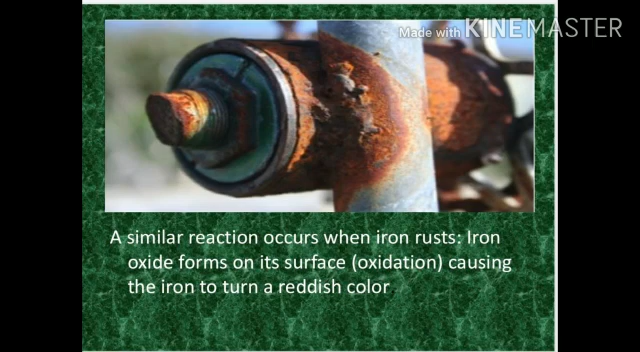 Made with KINEMASTER
A similar reaction occurs when iron rusts: Iron
oxide forms on its surface (oxidation) causing
the iron to turn a reddish color